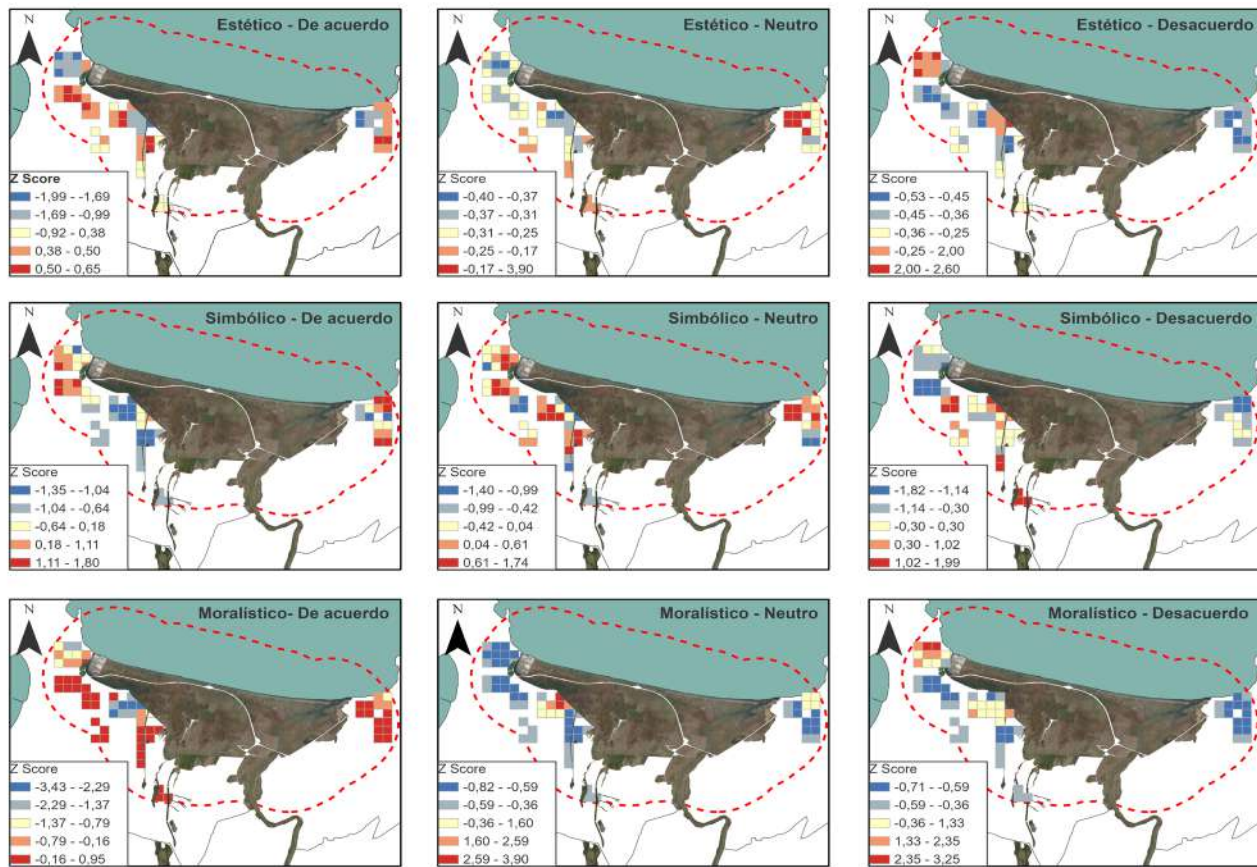 Estético - De acuerdo
N
Z Score
-1,99 - -1,69
-1,69 - -0,99
-0,92 - 0,38
0,38 - 0,50
0,50 - 0,65
Estético - Neutro
N
Z Score
-0,40 - -0,37
-0,37 - -0,31
-0,31 - -0,25
-0,25 - -0,17
-0,17 - 3,90
Estético - Desacuerdo
N
Z Score
-0,53 - -0,45
-0,45 - -0,36
-0,36 - -0,25
-0,25 - 2,00
2,00 - 2,60
Simbólico - De acuerdo
N
Z Score
-1,35 - -1,04
-1,04 - -0,64
-0,64 - 0,18
0,18 - 1,11
1,11 - 1,80
Simbólico - Neutro
N
Z Score
-1,40 - -0,99
-0,99 - -0,42
-0,42 - 0,04
0,04 - 0,61
0,61 - 1,74
Simbólico - Desacuerdo
N
Z Score
-1,82 - -1,14
-1,14 - -0,30
-0,30 - 0,30
0,30 - 1,02
1,02 - 1,99
Moralístico- De acuerdo
N
Z Score
-3,43 - -2,29
-2,29 - -1,37
-1,37 - -0,79
-0,79 - -0,16
-0,16 - 0,95
Moralístico - Neutro
N
Z Score
-0,82 - -0,59
-0,59 - -0,36
-0,36 - 1,60
1,60 - 2,59
2,59 - 3,90
Moralístico - Desacuerdo
N
Z Score
-0,71 - -0,59
-0,59 - -0,36
-0,36 - 1,33
1,33 - 2,35
2,35 - 3,25